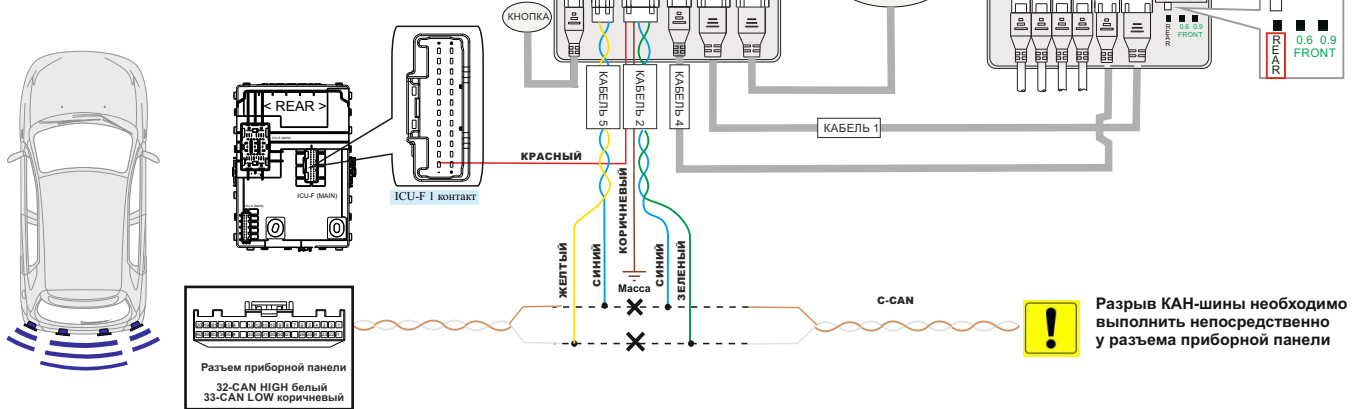 КНОПКА
КАБЕЛЬ 5
КАБЕЛЬ 2
КАБЕЛЬ 4
КАБЕЛЬ 1
REAR
0.6 0.9
FRONT
REAR
0.6 0.9
FRONT
< REAR >
ICU-F (MAIN)
ICU-F 1 контакт
КРАСНЫЙ
КОРИЧНЕВЫЙ
ЖЕЛТЫЙ
СИНИЙ
СИНИЙ
ЗЕЛЕНЫЙ
Масса
C-CAN
Разъем приборной панели
32-CAN HIGH белый
33-CAN LOW коричневый
!
Разрыв КАН-шины необходимо
выполнить непосредственно
у разъема приборной панели